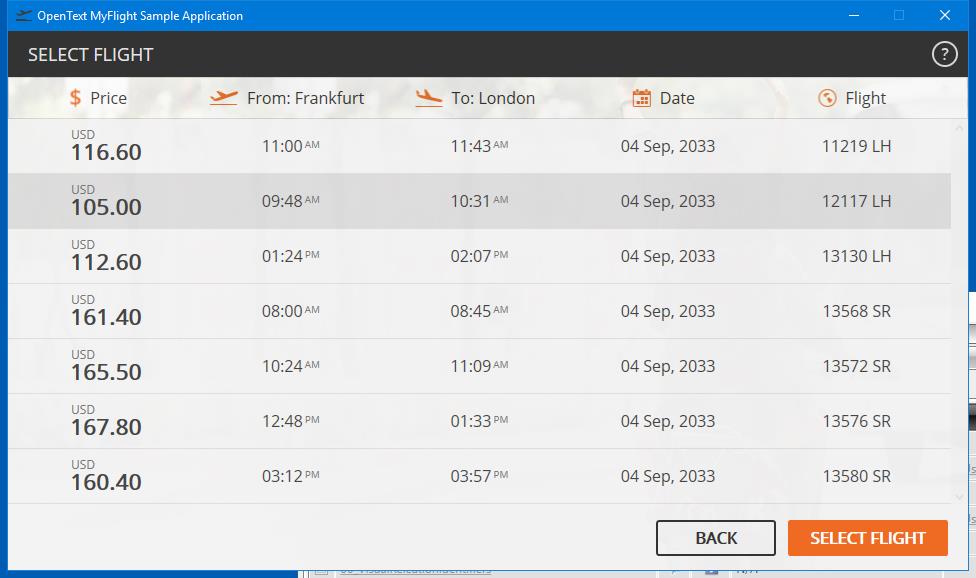 OpenText MyFlight Sample Application
SELECT FLIGHT ?
$ Price From: Frankfurt To: London Date Flight
USD
116.60 11:00 AM 11:43 AM 04 Sep, 2033 11219 LH
USD
105.00 09:48 AM 10:31 AM 04 Sep, 2033 12117 LH
USD
112.60 01:24 PM 02:07 PM 04 Sep, 2033 13130 LH
USD
161.40 08:00 AM 08:45 AM 04 Sep, 2033 13568 SR
USD
165.50 10:24 AM 11:09 AM 04 Sep, 2033 13572 SR
USD
167.80 12:48 PM 01:33 PM 04 Sep, 2033 13576 SR
USD
160.40 03:12 PM 03:57 PM 04 Sep, 2033 13580 SR
BACK SELECT FLIGHT